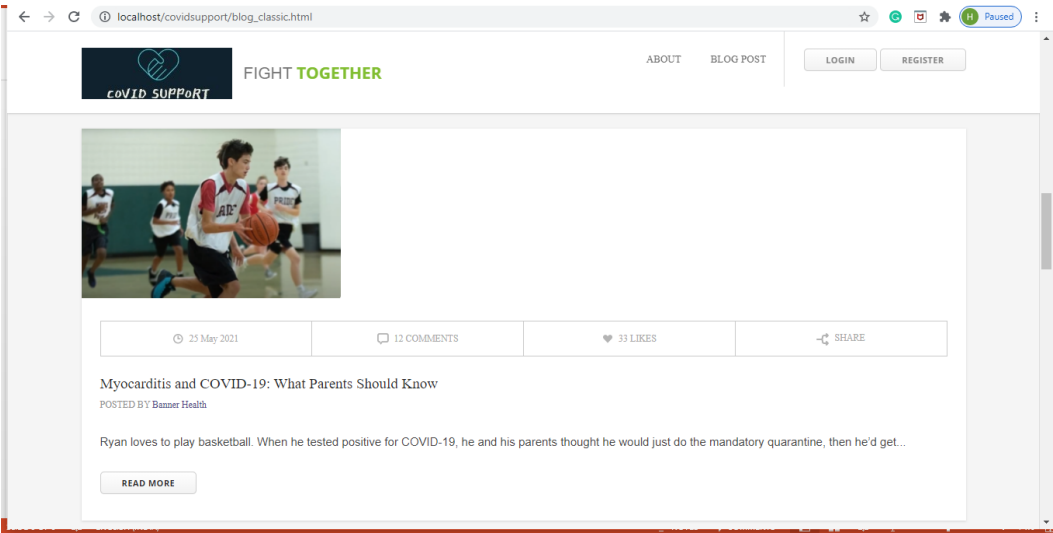 localhost/covidsupport/blog_classic.html
H Paused
COVID SUPPORT
FIGHT TOGETHER
ABOUT
BLOG POST
LOGIN
REGISTER
PRIDE
25 May 2021
12 COMMENTS
33 LIKES
SHARE
Myocarditis and COVID-19: What Parents Should Know
POSTED BY Banner Health
Ryan loves to play basketball. When he tested positive for COVID-19, he and his parents thought he would just do the mandatory quarantine, then he'd get...
READ MORE